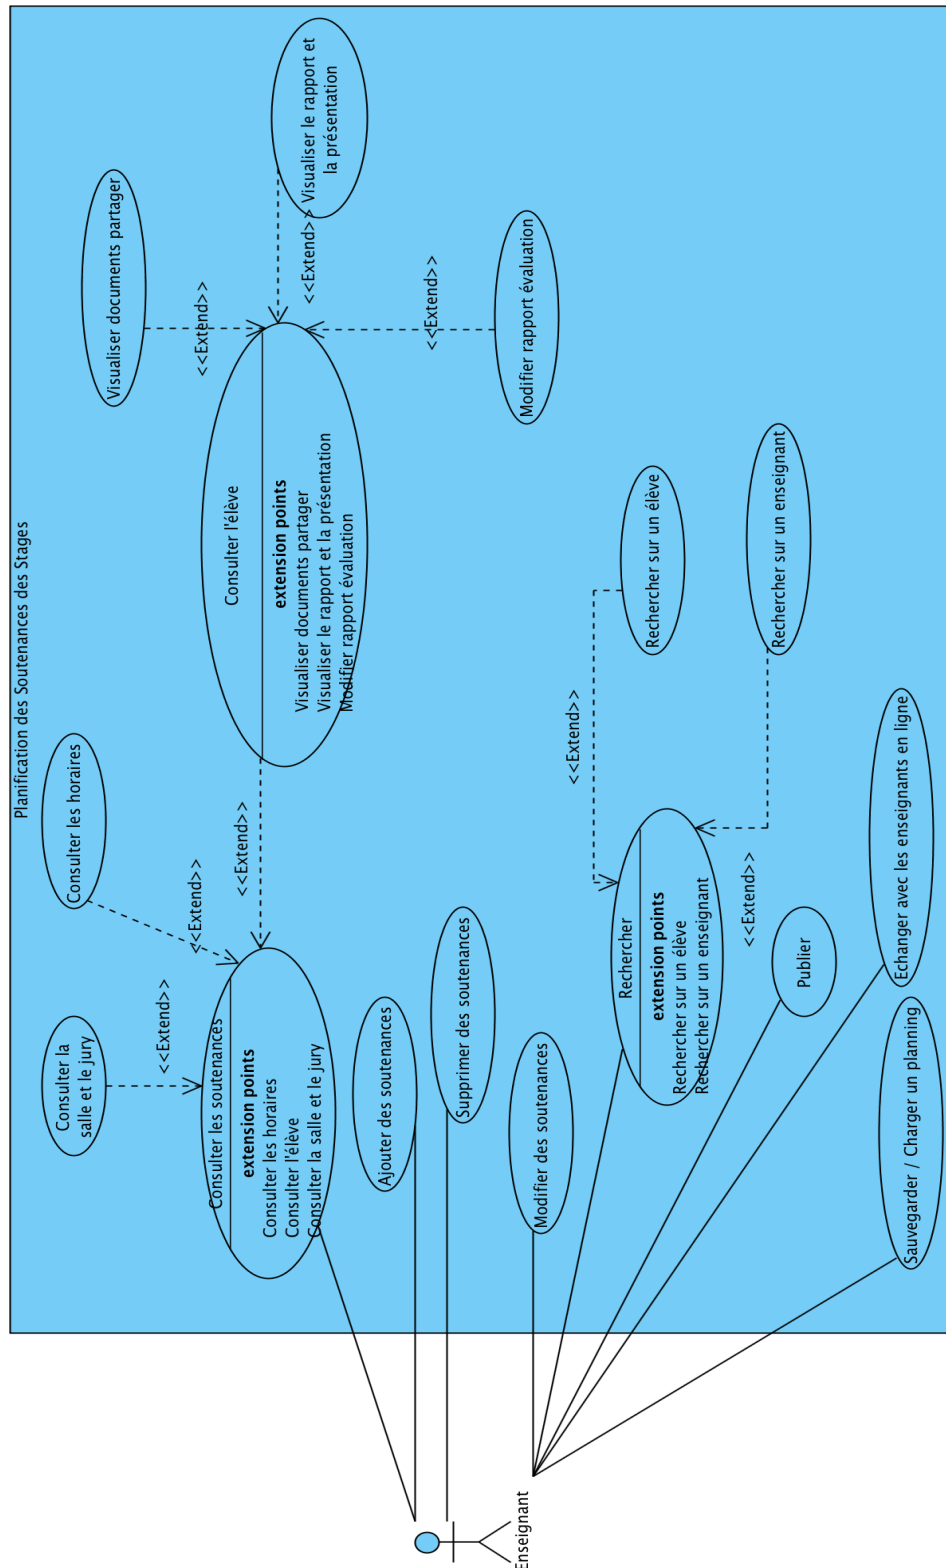 Planification des Soutenances des Stages
Consulter la
salle et le jury
Consulter les horaires
Visualiser documents partager
<<Extend>>
<<Extend>>
<<Extend>>
Consulter les soutenances
extension points
Consulter les horaires
Consulter l'élève
Consulter la salle et le jury
<<Extend>>
Consulter l'élève
extension points
Visualiser documents partager
Visualiser le rapport et la présentation
Modifier rapport évaluation
<<Extend>>
Visualiser le rapport et
la présentation
Ajouter des soutenances
Supprimer des soutenances
<<Extend>>
Modifier des soutenances
Modifier rapport évaluation
<<Extend>>
Rechercher
extension points
Rechercher sur un élève
Rechercher sur un enseignant
Rechercher sur un élève
<<Extend>>
Rechercher sur un enseignant
Publier
Echanger avec les enseignants en ligne
Sauvegarder / Charger un planning
Enseignant